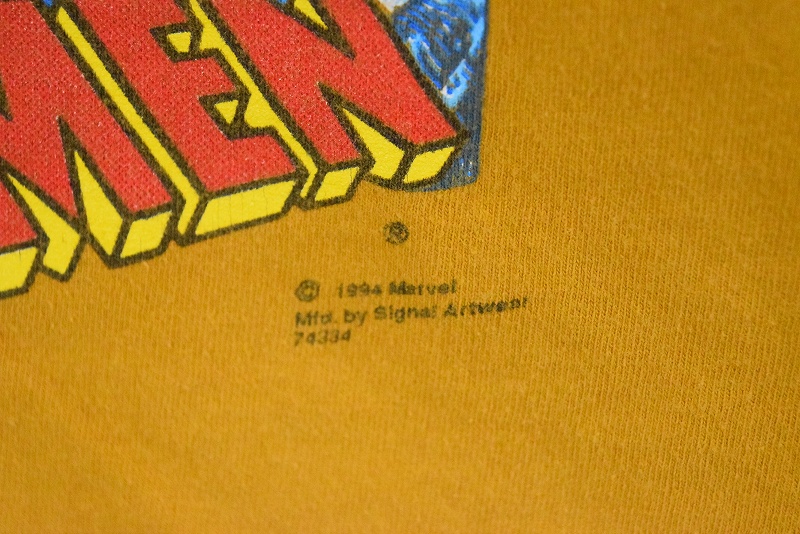 MEN
®
© 1994 Marvel
Mfd. by Signal Artwear
74334